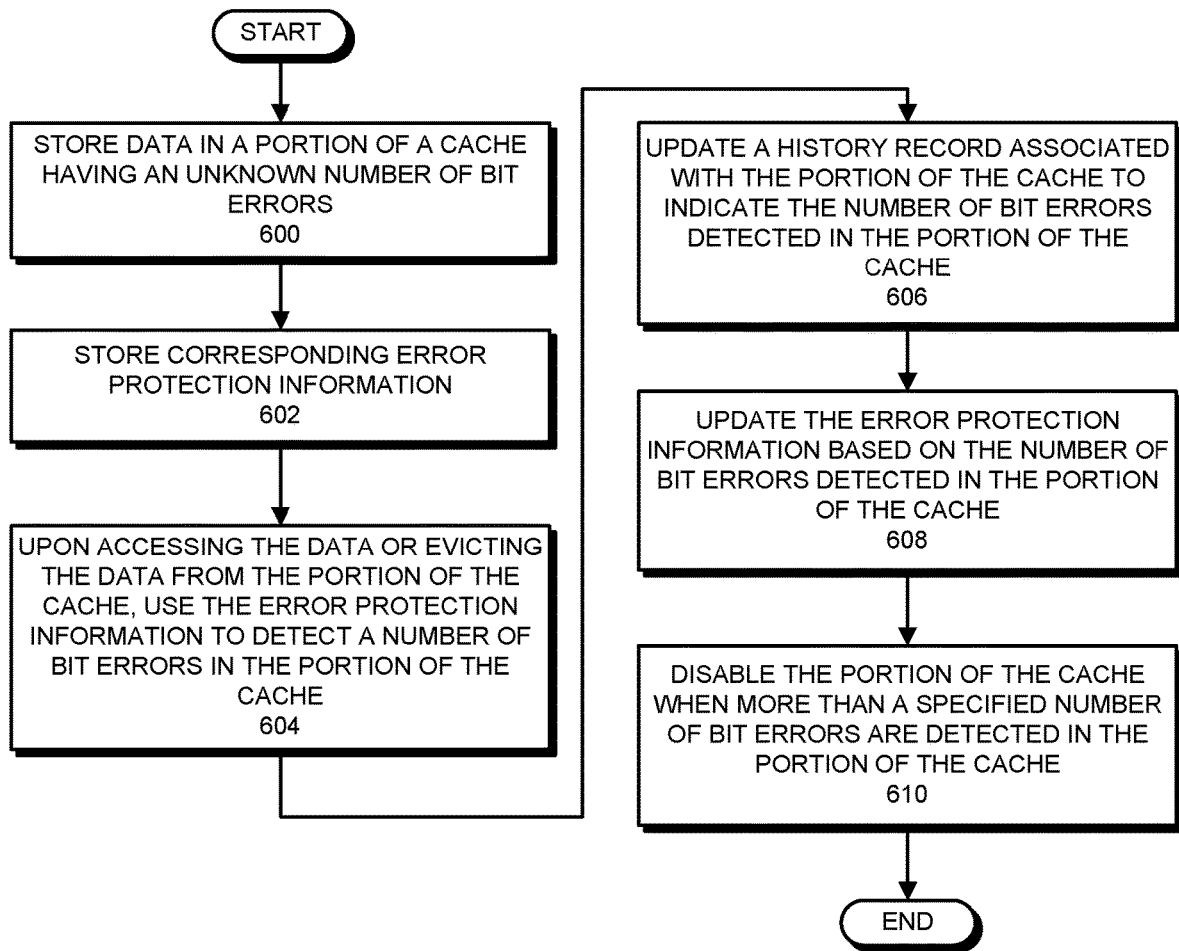 START
STORE DATA IN A PORTION OF A CACHE
HAVING AN UNKNOWN NUMBER OF BIT
ERRORS
600
STORE CORRESPONDING ERROR
PROTECTION INFORMATION
602
UPON ACCESSING THE DATA OR EVICTING
THE DATA FROM THE PORTION OF THE
CACHE, USE THE ERROR PROTECTION
INFORMATION TO DETECT A NUMBER OF
BIT ERRORS IN THE PORTION OF THE
CACHE
604
UPDATE A HISTORY RECORD ASSOCIATED
WITH THE PORTION OF THE CACHE TO
INDICATE THE NUMBER OF BIT ERRORS
DETECTED IN THE PORTION OF THE
CACHE
606
UPDATE THE ERROR PROTECTION
INFORMATION BASED ON THE NUMBER OF
BIT ERRORS DETECTED IN THE PORTION
OF THE CACHE
608
DISABLE THE PORTION OF THE CACHE
WHEN MORE THAN A SPECIFIED NUMBER
OF BIT ERRORS ARE DETECTED IN THE
PORTION OF THE CACHE
610
END